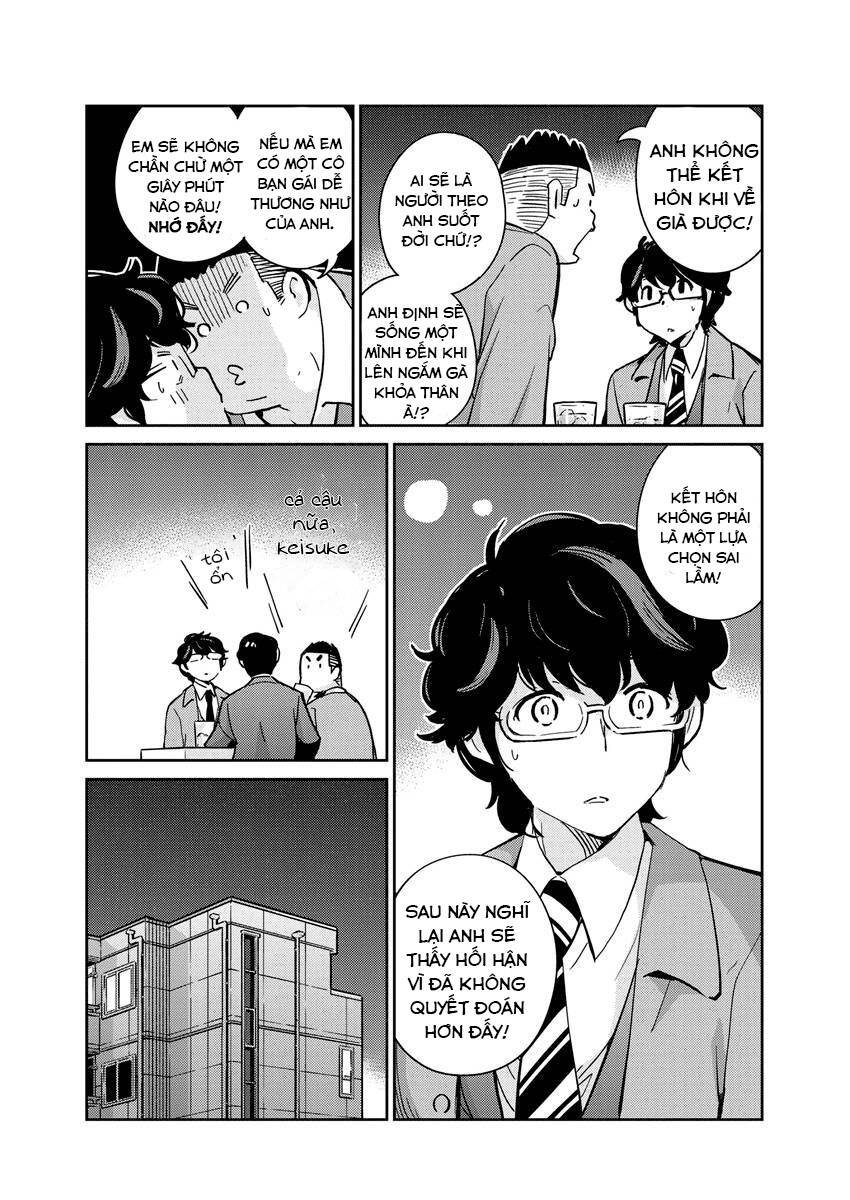 ANH KHÔNG
THỂ KẾT
HÔN KHI VỀ
GIÀ ĐƯỢC!
AI SẼ LÀ
NGƯỜI THEO
ANH SUỐT
ĐỜI CHỨ!?
ANH ĐỊNH SẼ
SỐNG MỘT
MÌNH ĐẾN KHI
LÊN NGẮM GÀ
KHỎA THÂN
À!?
NẾU MÀ EM
CÓ MỘT CÔ
BẠN GÁI DỄ
THƯƠNG NHƯ
CỦA ANH.
EM SẼ KHÔNG
CHẦN CHỪ MỘT
GIÂY PHÚT
NÀO ĐÂU!
NHỚ ĐẤY!
KẾT HÔN
KHÔNG PHẢI
LÀ MỘT LỰA
CHỌN SAI
LẦM!
SAU NÀY NGHĨ
LẠI ANH SẼ
THẤY HỐI HẬN
VÌ ĐÃ KHÔNG
QUYẾT ĐOÁN
HƠN ĐẤY!
cả cậu
nữa,
keisuke
tôi
ổn